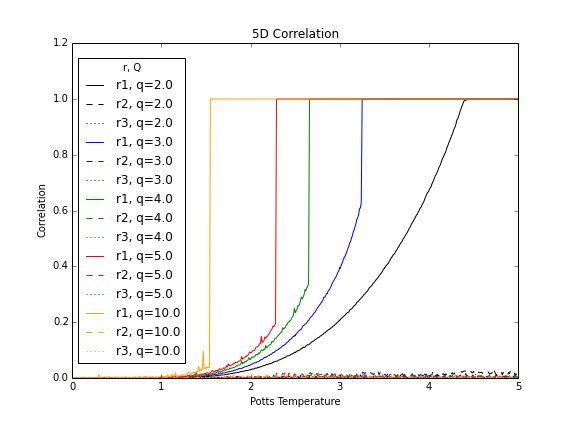 5D Correlation
1.2
1.0
0.8
0.6
0.4
0.2
0.0
Correlation
r, Q
r1, q=2.0
r2, q=2.0
r3, q=2.0
r1, q=3.0
r2, q=3.0
r3, q=3.0
r1, q=4.0
r2, q=4.0
r3, q=4.0
r1, q=5.0
r2, q=5.0
r3, q=5.0
r1, q=10.0
r2, q=10.0
r3, q=10.0
0 1 2 3 4 5
Potts Temperature